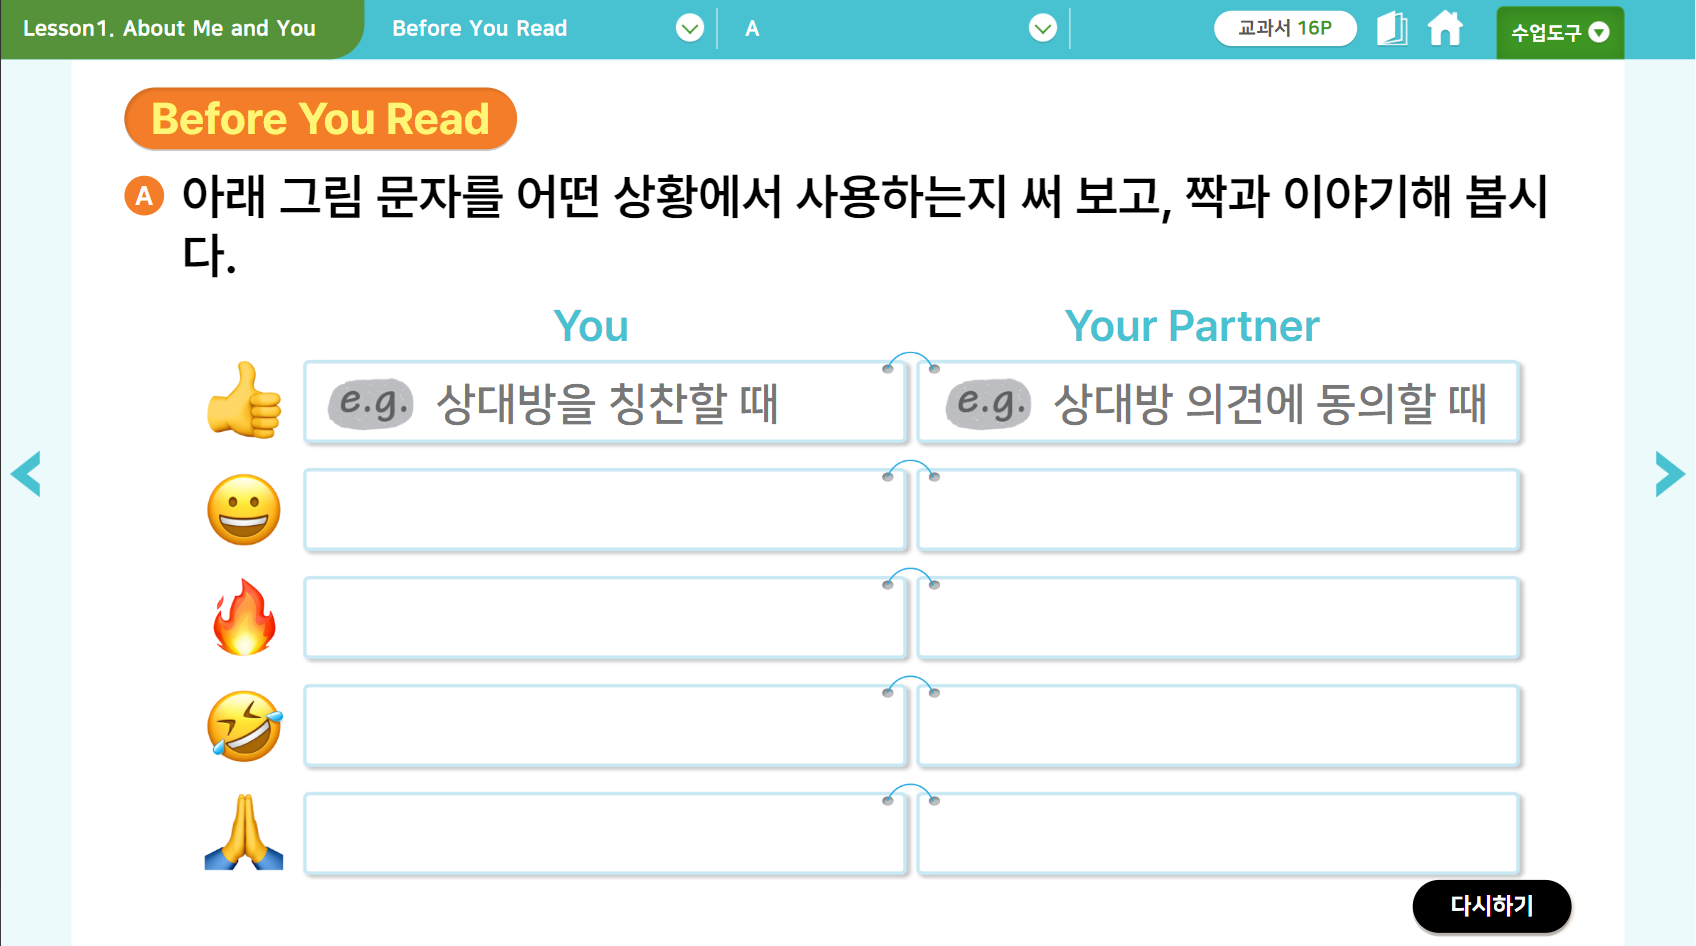 Lesson1. About Me and You
Before You Read
A
교과서 16P
수업도구
Before You Read
A 아래 그림 문자를 어떤 상황에서 사용하는지 써 보고, 짝과 이야기해 봅시
다.
You
Your Partner
e.g. 상대방을 칭찬할 때
e.g. 상대방 의견에 동의할 때
다시하기